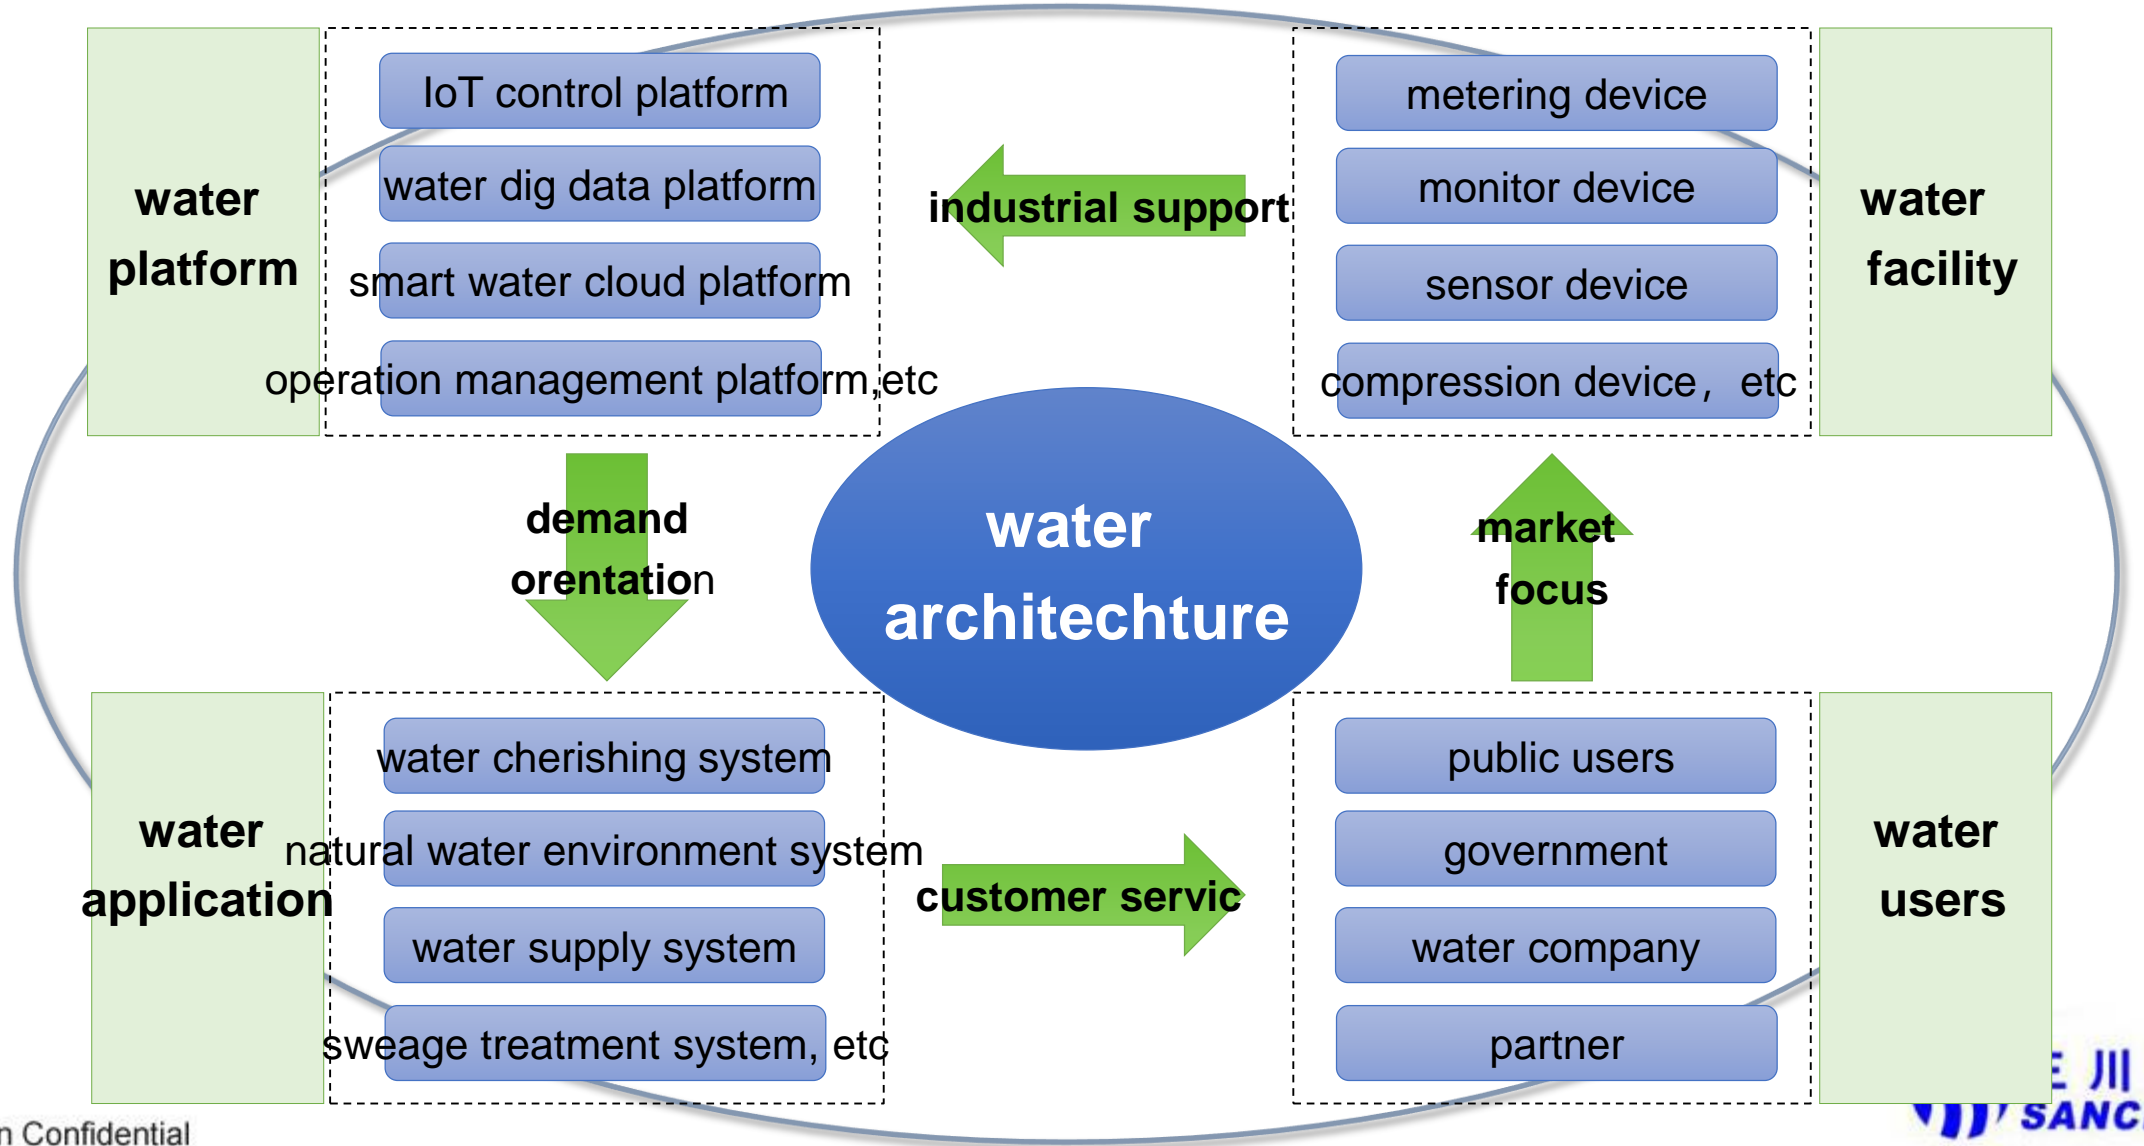 water
platform
IoT control platform
water dig data platform
smart water cloud platform
operation management platform,etc
industrial support
metering device
monitor device
sensor device
compression device，etc
water
facility
demand
orentation
water
architechture
market
focus
water
application
water cherishing system
natural water environment system
water supply system
sweage treatment system, etc
customer servic
public users
government
water company
partner
water
users
川
SANC
Confidential